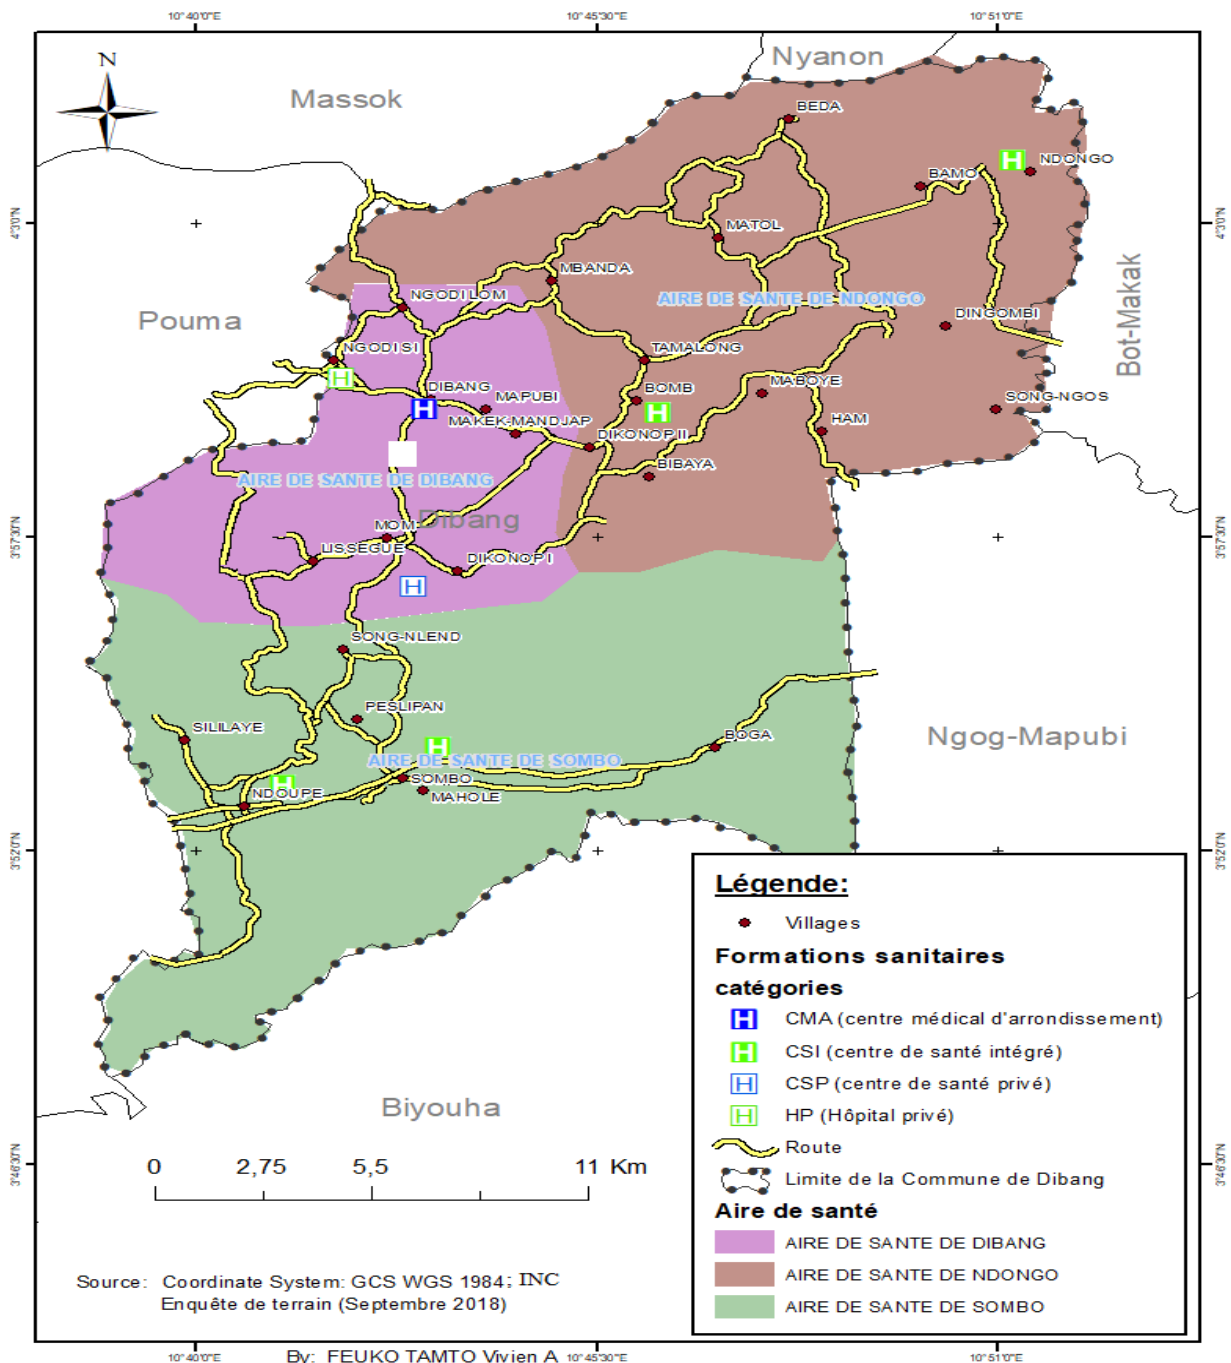 10°40'0"E 10°45'30"E 10°51'0"E
Nyanon
N
Massok
BEDA
NDONGO
BAMO
4°3'0"N 4°3'0"N
MATOL
MBANDA
Bot-Makak
NGODILOM
AIRE DE SANTE DE NDONGO
Pouma
DINGOMBI
NGODISI
TAMALONG
DIBANG
MAPUBI
BOMB
MABOYE
SONG-NGOS
MAKEK-MANDJAP
HAM
DIKONOPII
BIBAYA
AIRE DE SANTE DE DIBANG
Dibang
MOM
3°57'30"N 3°57'30"N
LISSEGUE
DIKONOPI
SONG-NLEND
PESLIPAN
SILILAYE
BOGA
Ngog-Mapubi
AIRE DE SANTE DE SOMBO
SOMBO
NDOUPE
MAHOLE
3°52'0"N 3°52'0"N
Légende:
Villages
Formations sanitaires
catégories
H CMA (centre médical d'arrondissement)
H CSI (centre de santé intégré)
H CSP (centre de santé privé)
H HP (Hôpital privé)
Route
Limite de la Commune de Dibang
Aire de santé
AIRE DE SANTE DE DIBANG
AIRE DE SANTE DE NDONGO
AIRE DE SANTE DE SOMBO
Biyouha
3°46'30"N 3°46'30"N
0 2,75 5,5 11 Km
Source: Coordinate System: GCS WGS 1984; INC
Enquête de terrain (Septembre 2018)
10°40'0"E 10°45'30"E 10°51'0"E
By: FEUKO TAMTO Vivien A